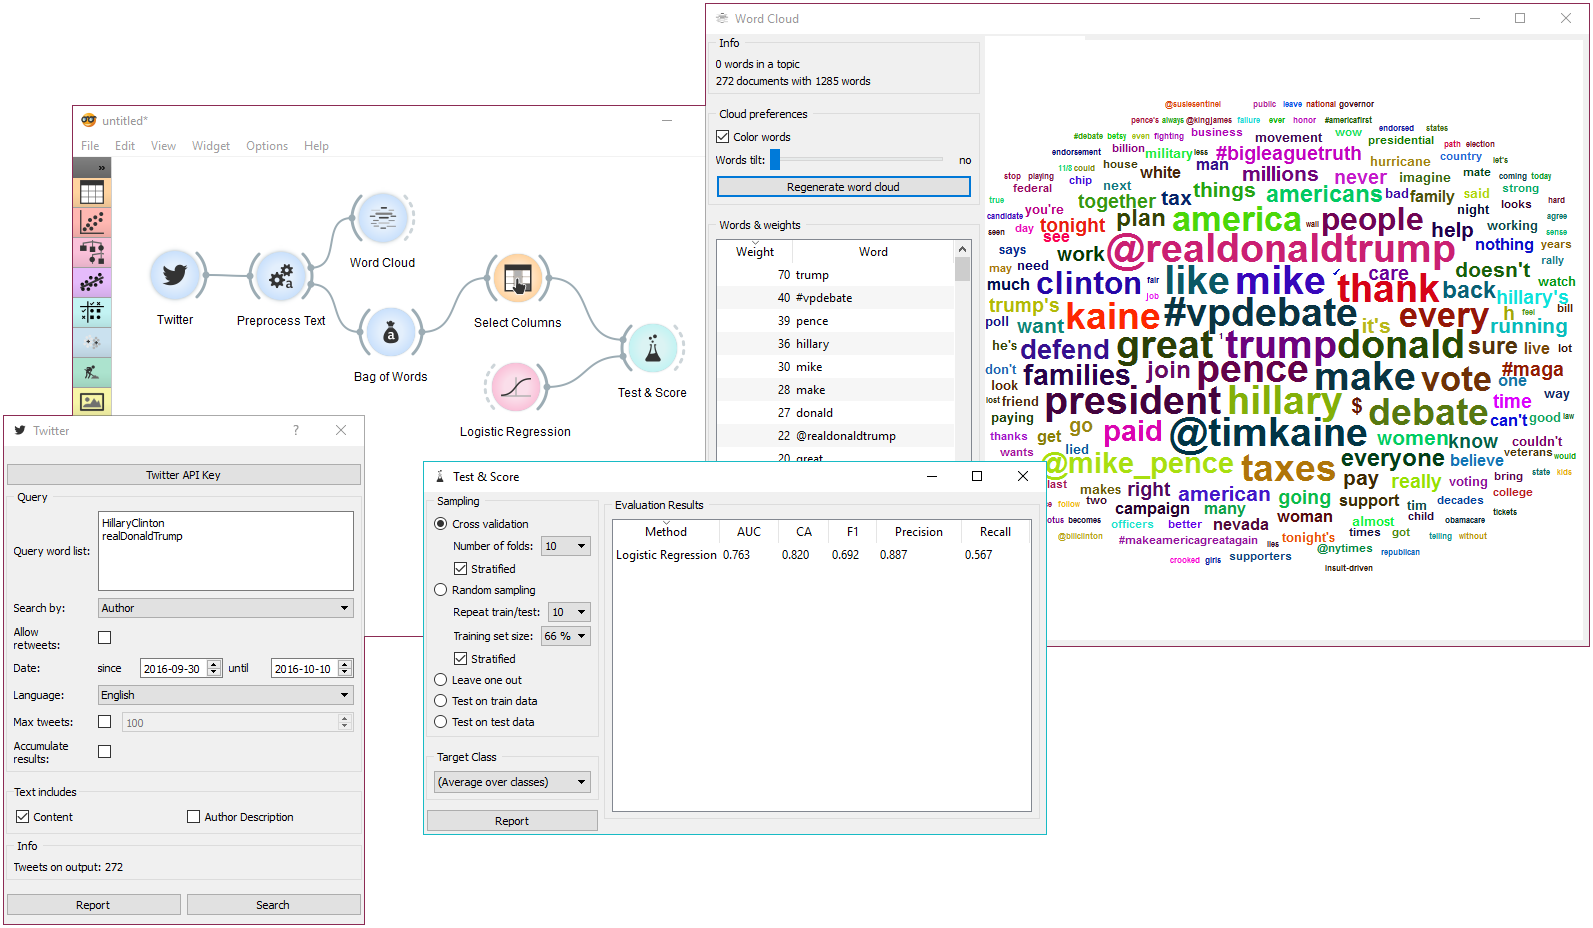 Word Cloud
Info
0 words in a topic
272 documents with 1285 words
Cloud preferences
Color words
Words tilt: no
Regenerate word cloud
Words & weights
Weight Word
70 trump
40 #vpdebate
39 pence
36 hillary
30 mike
28 make
27 donald
22 @realdonaldtrump
20 great
@susiesentinel public leave national governor
pence's always @kingjames failure ever honor #americafirst
#debate betsy even fighting business movement wow endorsed states
presidential path election
endorsement billion military less #bigleaguetruth hurricane country let's
11/8 could house white man millions never imagine mate
stop playing chip coming today
federal next together tax things americans bad family said strong
true you're plan america people night looks hard
candidate day tonight wall help working agree
seen see nothing sense
says work @realdonaldtrump years
may need clinton like mike care doesn't rally
much fair thank back hillary's watch
job
trump's kaine #vpdebate every h feel bill
poll want it's running
he's defend great 1 trump donald sure live lot
don't families join pence make vote #maga
look one
lost friend president hillary $ debate time way
paying can't good law
thanks get go paid @timkaine women know couldn't
wants lied everyone veterans would
last @mike_pence taxes pay really believe state kids
makes right american going voting bring
follow two campaign many support tim decades college
becomes woman child tickets
officers better nevada almost obamacare
@billclinton #makeamericagreatagain lies tonight's times got telling without
@nytimes republican
crooked girls supporters
insult-driven
untitled*
File Edit View Widget Options Help
»
Twitter
Preprocess Text
Word Cloud
Bag of Words
Select Columns
Logistic Regression
Test & Score
Twitter ?
Twitter API Key
Query
Query word list:
HillaryClinton
realDonaldTrump
Search by: Author
Allow
retweets:
Date: since 2016-09-30 until 2016-10-10
Language: English
Max tweets: 100
Accumulate
results:
Text includes
Content Author Description
Info
Tweets on output: 272
Report Search
Test & Score
Sampling
Cross validation
Number of folds: 10
Stratified
Random sampling
Repeat train/test: 10
Training set size: 66 %
Stratified
Leave one out
Test on train data
Test on test data
Target Class
(Average over classes)
Report
Evaluation Results
Method AUC CA F1 Precision Recall
Logistic Regression 0.763 0.820 0.692 0.887 0.567